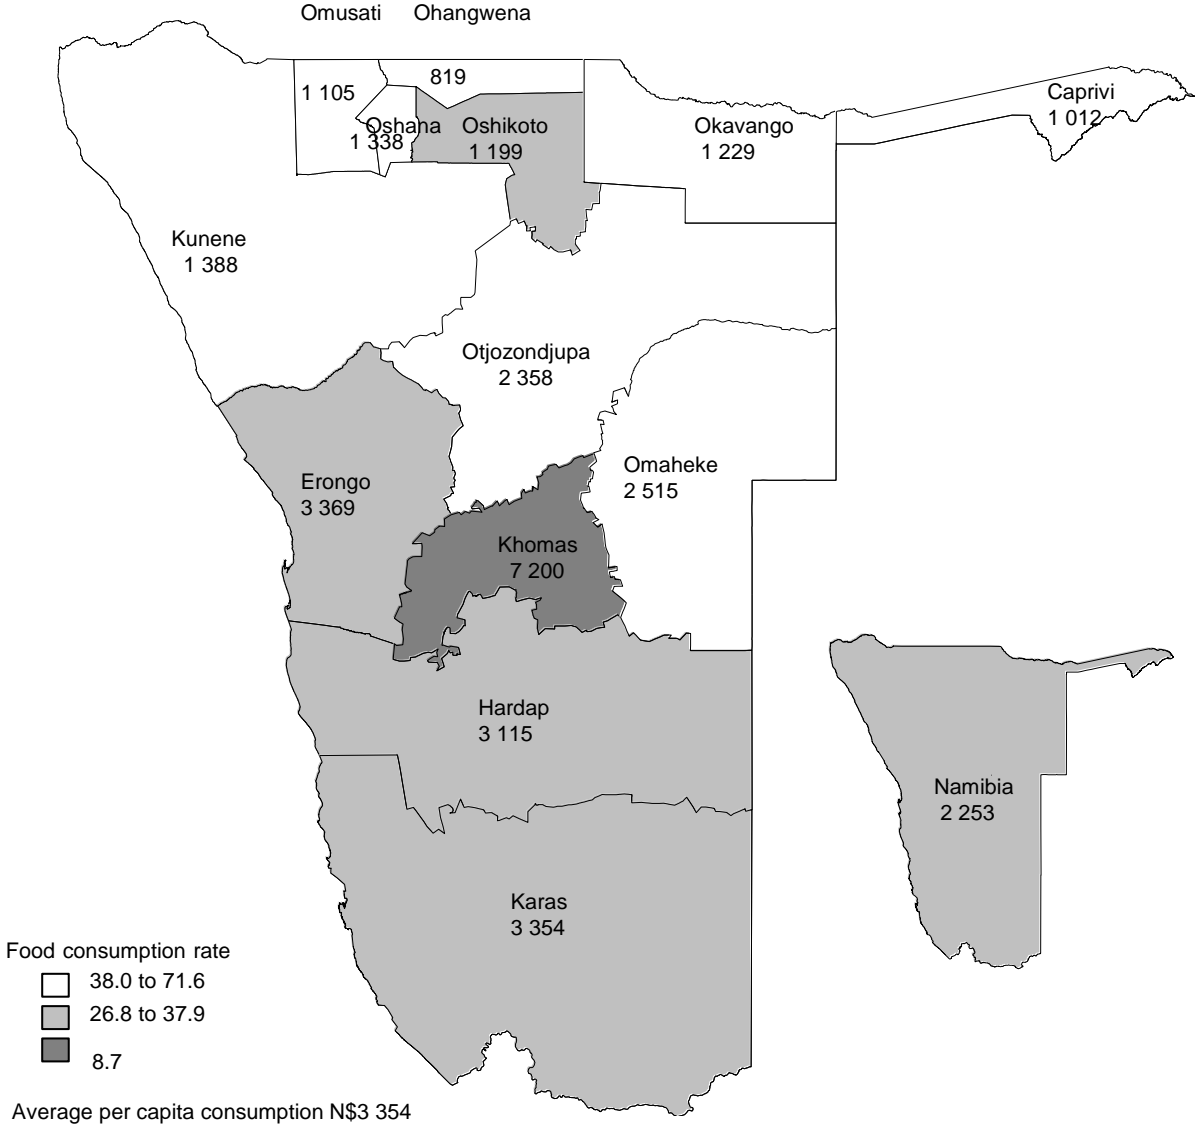 Omusati Ohangwena
819
1 105
Caprivi
1 012
Oshana
1 338
Oshikoto
1 199
Okavango
1 229
Kunene
1 388
Otjozondjupa
2 358
Omaheke
2 515
Erongo
3 369
Khomas
7 200
Hardap
3 115
Namibia
2 253
Karas
3 354
Food consumption rate
38.0 to 71.6
26.8 to 37.9
8.7
Average per capita consumption N$3 354